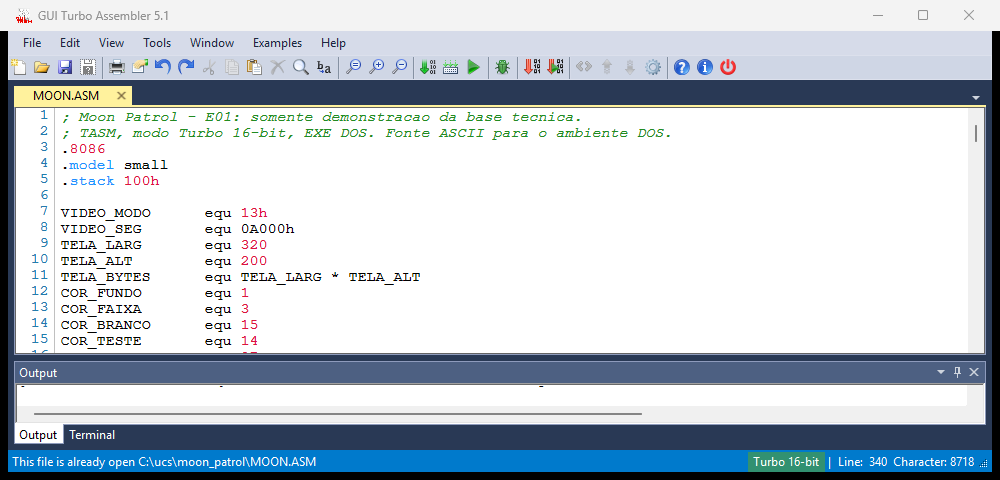 GUI Turbo Assembler 5.1
File Edit View Tools Window Examples Help
MOON.ASM
1 ; Moon Patrol - E01: somente demonstracao da base tecnica.
2 ; TASM, modo Turbo 16-bit, EXE DOS. Fonte ASCII para o ambiente DOS.
3 .8086
4 .model small
5 .stack 100h
6
7 VIDEO_MODO equ 13h
8 VIDEO_SEG equ 0A000h
9 TELA_LARG equ 320
10 TELA_ALT equ 200
11 TELA_BYTES equ TELA_LARG * TELA_ALT
12 COR_FUNDO equ 1
13 COR_FAIXA equ 3
14 COR_BRANCO equ 15
15 COR_TESTE equ 14
Output
Output Terminal
This file is already open C:\ucs\moon_patrol\MOON.ASM Turbo 16-bit | Line: 340 Character: 8718